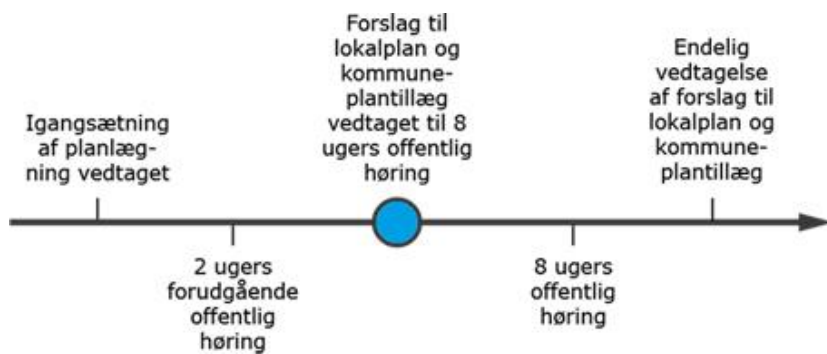 Igangsætning
af planlæg-
ning vedtaget
2 ugers
forudgående
offentlig
høring
Forslag til
lokalplan og
kommune-
plantillæg
vedtaget til 8
ugers offentlig
høring
8 ugers
offentlig
høring
Endelig
vedtagelse
af forslag til
lokalplan og
kommune-
plantillæg